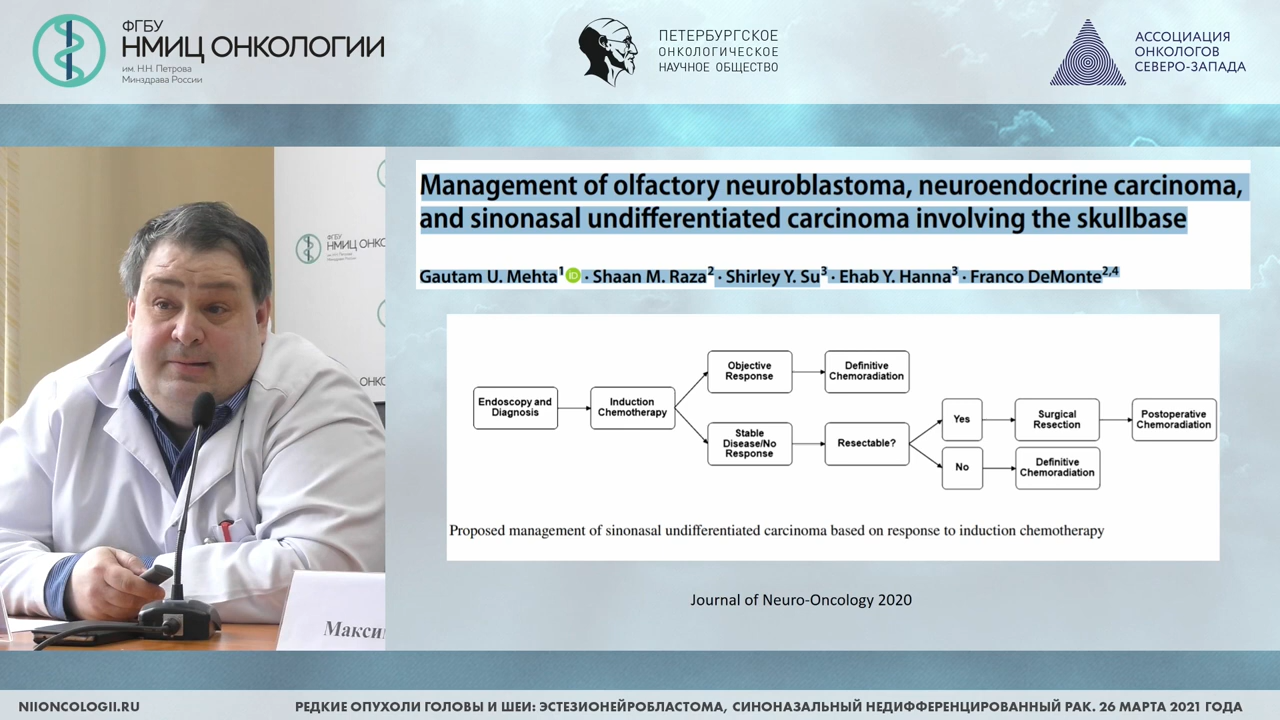 ФГБУ
НМИЦ ОНКОЛОГИИ
им. Н.Н. Петрова
Минздрава России
ПЕТЕРБУРГСКОЕ
ОНКОЛОГИЧЕСКОЕ
НАУЧНОЕ ОБЩЕСТВО
АССОЦИАЦИЯ
ОНКОЛОГОВ
СЕВЕРО-ЗАПАДА
ФГБУ
НМИЦ ОНКО
Максим
Management of olfactory neuroblastoma, neuroendocrine carcinoma,
and sinonasal undifferentiated carcinoma involving the skullbase
Gautam U. Mehta1 iD · Shaan M. Raza2 · Shirley Y. Su3 · Ehab Y. Hanna3 · Franco DeMonte2,4
Endoscopy and
Diagnosis
Induction
Chemotherapy
Objective
Response
Definitive
Chemoradiation
Stable
Disease/No
Response
Resectable?
Yes
Surgical
Resection
Postoperative
Chemoradiation
No
Definitive
Chemoradiation
Proposed management of sinonasal undifferentiated carcinoma based on response to induction chemotherapy
Journal of Neuro-Oncology 2020
NIIONCOLOGII.RU
РЕДКИЕ ОПУХОЛИ ГОЛОВЫ И ШЕИ: ЭСТЕЗИОНЕЙРОБЛАСТОМА, СИНОНАЗАЛЬНЫЙ НЕДИФФЕРЕНЦИРОВАННЫЙ РАК. 26 МАРТА 2021 ГОДА